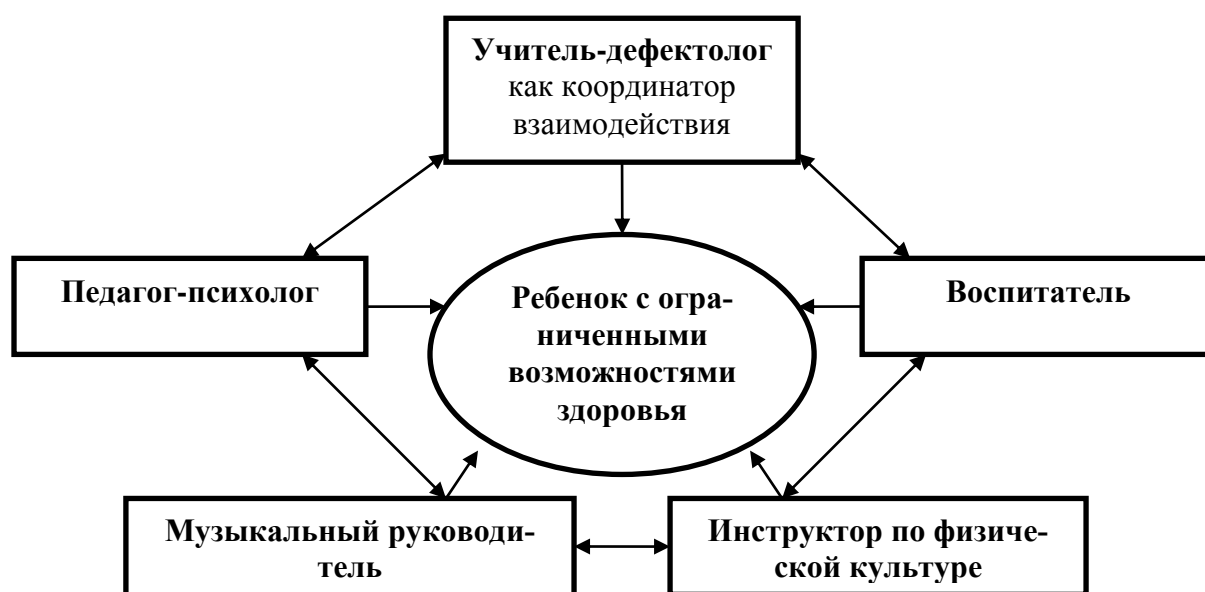 Учитель-дефектолог
как координатор
взаимодействия
Педагог-психолог
Ребенок с огра-
ниченными
возможностями
здоровья
Воспитатель
Музыкальный руководи-
тель
Инструктор по физиче-
ской культуре